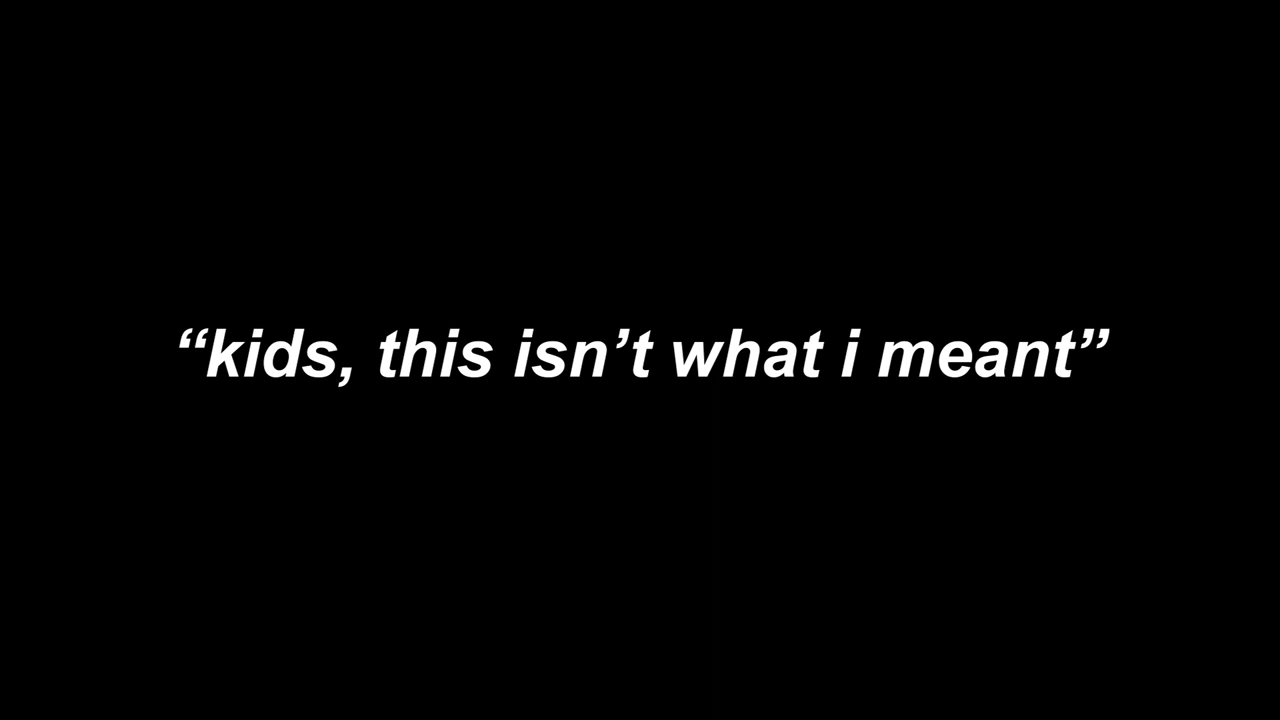 “kids, this isn’t what i meant”